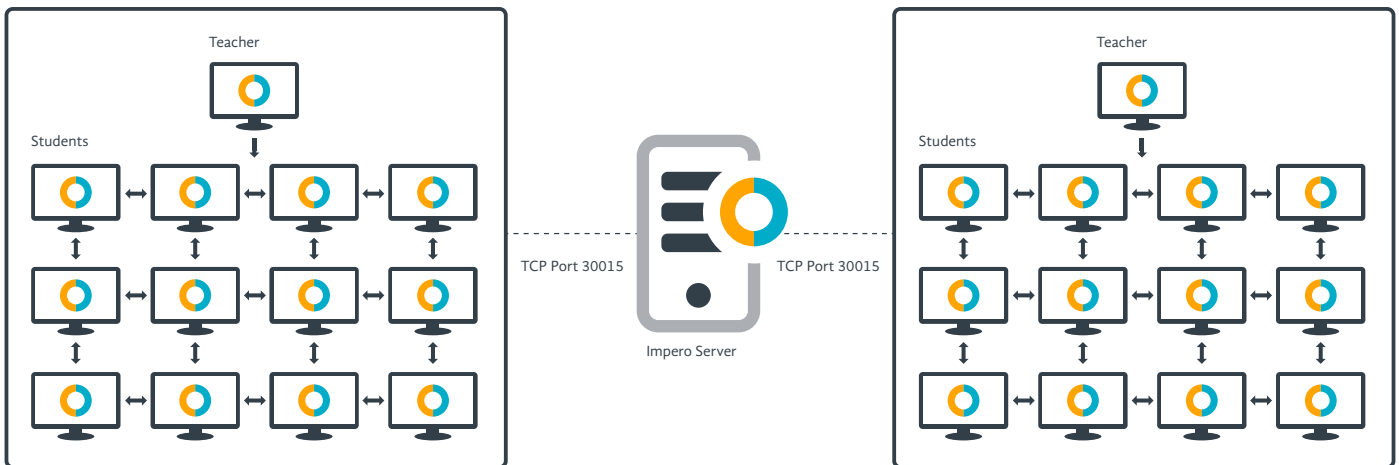 Teacher
Students
TCP Port 30015
Impero Server
TCP Port 30015
Teacher
Students